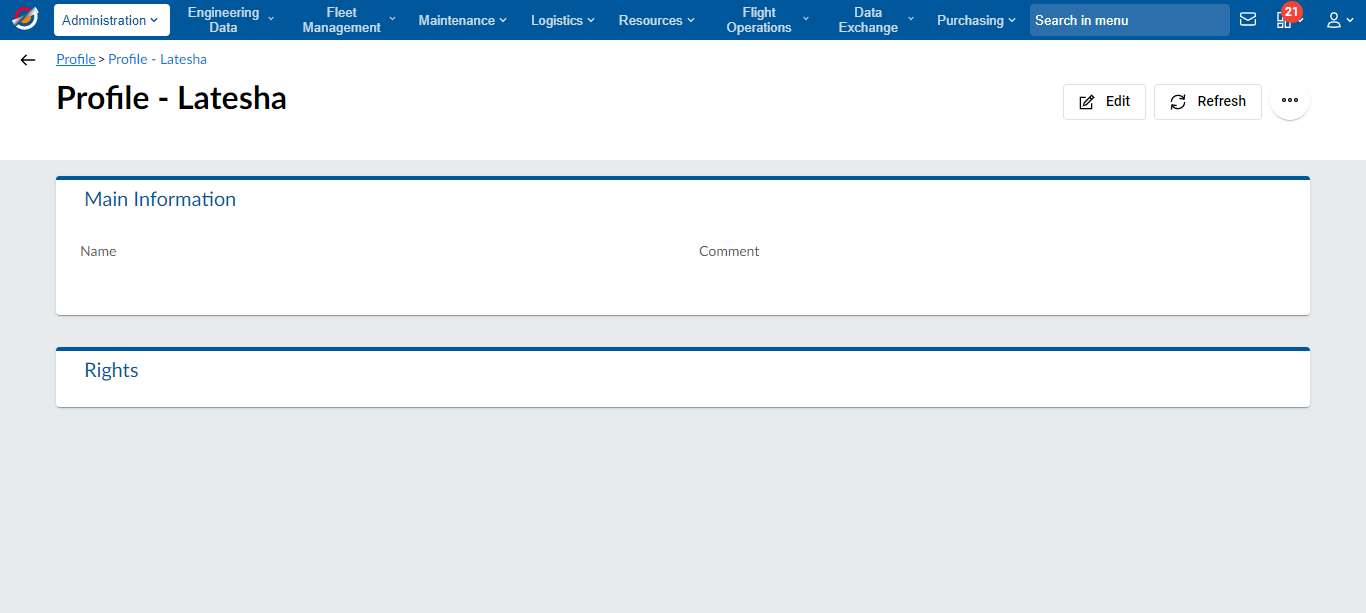 Administration
Engineering
Data
Fleet
Management
Maintenance
Logistics
Resources
Flight
Operations
Data
Exchange
Purchasing
Search in menu
21
Profile > Profile - Latesha
Profile - Latesha
Edit
Refresh
Main Information
Name
Comment
Rights